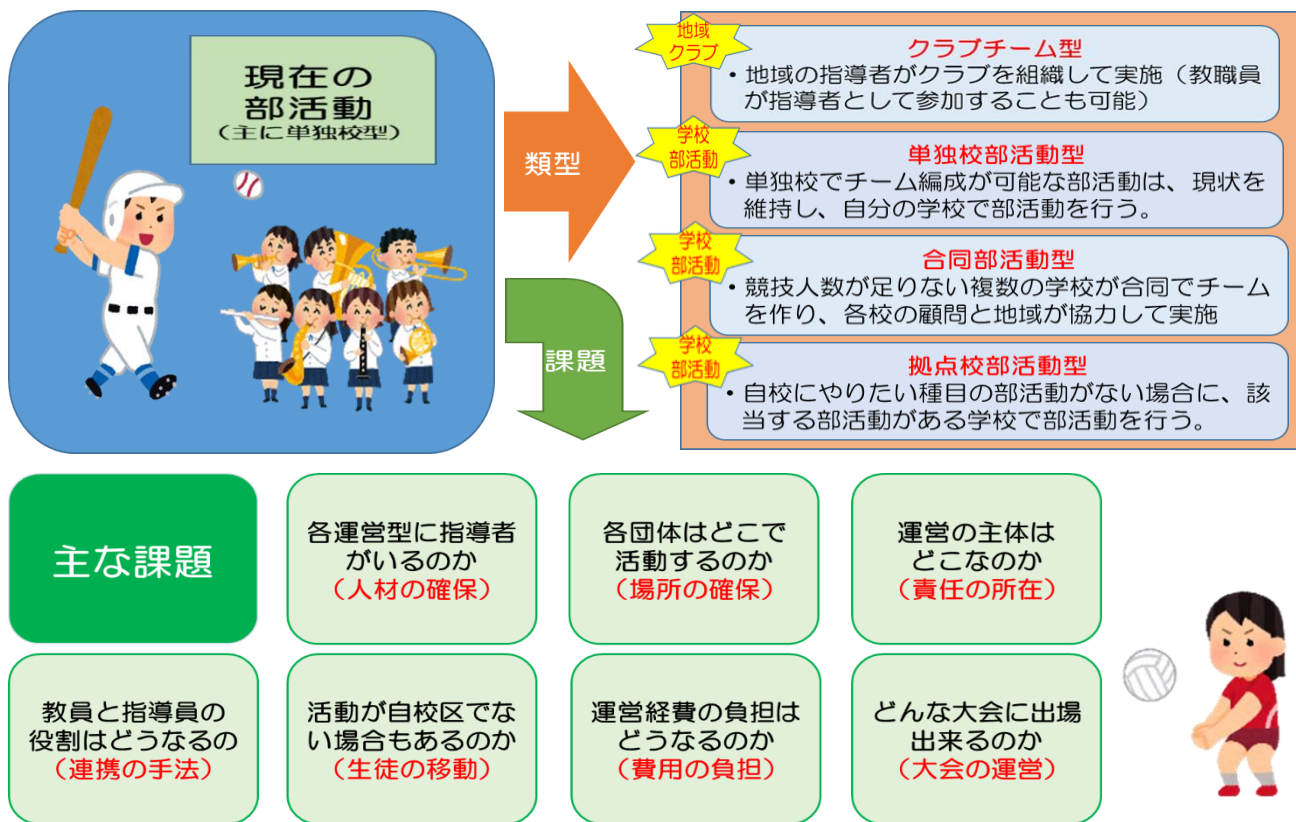 現在の
部活動
(主に単独校型)
類型
課題
地域
クラブ
クラブチーム型
・地域の指導者がクラブを組織して実施（教職員
が指導者として参加することも可能）
学校
部活動
単独校部活動型
・単独校でチーム編成が可能な部活動は、現状を
維持し、自分の学校で部活動を行う。
学校
部活動
合同部活動型
・競技人数が足りない複数の学校が合同でチーム
を作り、各校の顧問と地域が協力して実施
学校
部活動
拠点校部活動型
・自校にやりたい種目の部活動がない場合に、該
当する部活動がある学校で部活動を行う。
主な課題
各運営型に指導者
がいるのか
（人材の確保）
各団体はどこで
活動するのか
（場所の確保）
運営の主体は
どこなのか
（責任の所在）
教員と指導員の
役割はどうなるの
（連携の手法）
活動が自校区でな
い場合もあるのか
（生徒の移動）
運営経費の負担は
どうなるのか
（費用の負担）
どんな大会に出場
出来るのか
（大会の運営）